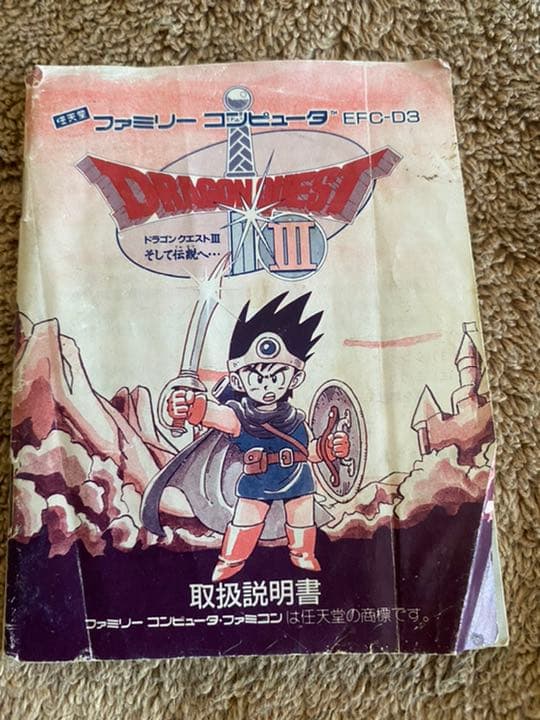 任天堂 ファミリー コンピュータ™ EFC-D3
DRAGON QUEST
III
ドラゴンクエストIII
そして伝説へ…
取扱説明書
ファミリー コンピュータ・ファミコンは任天堂の商標です。